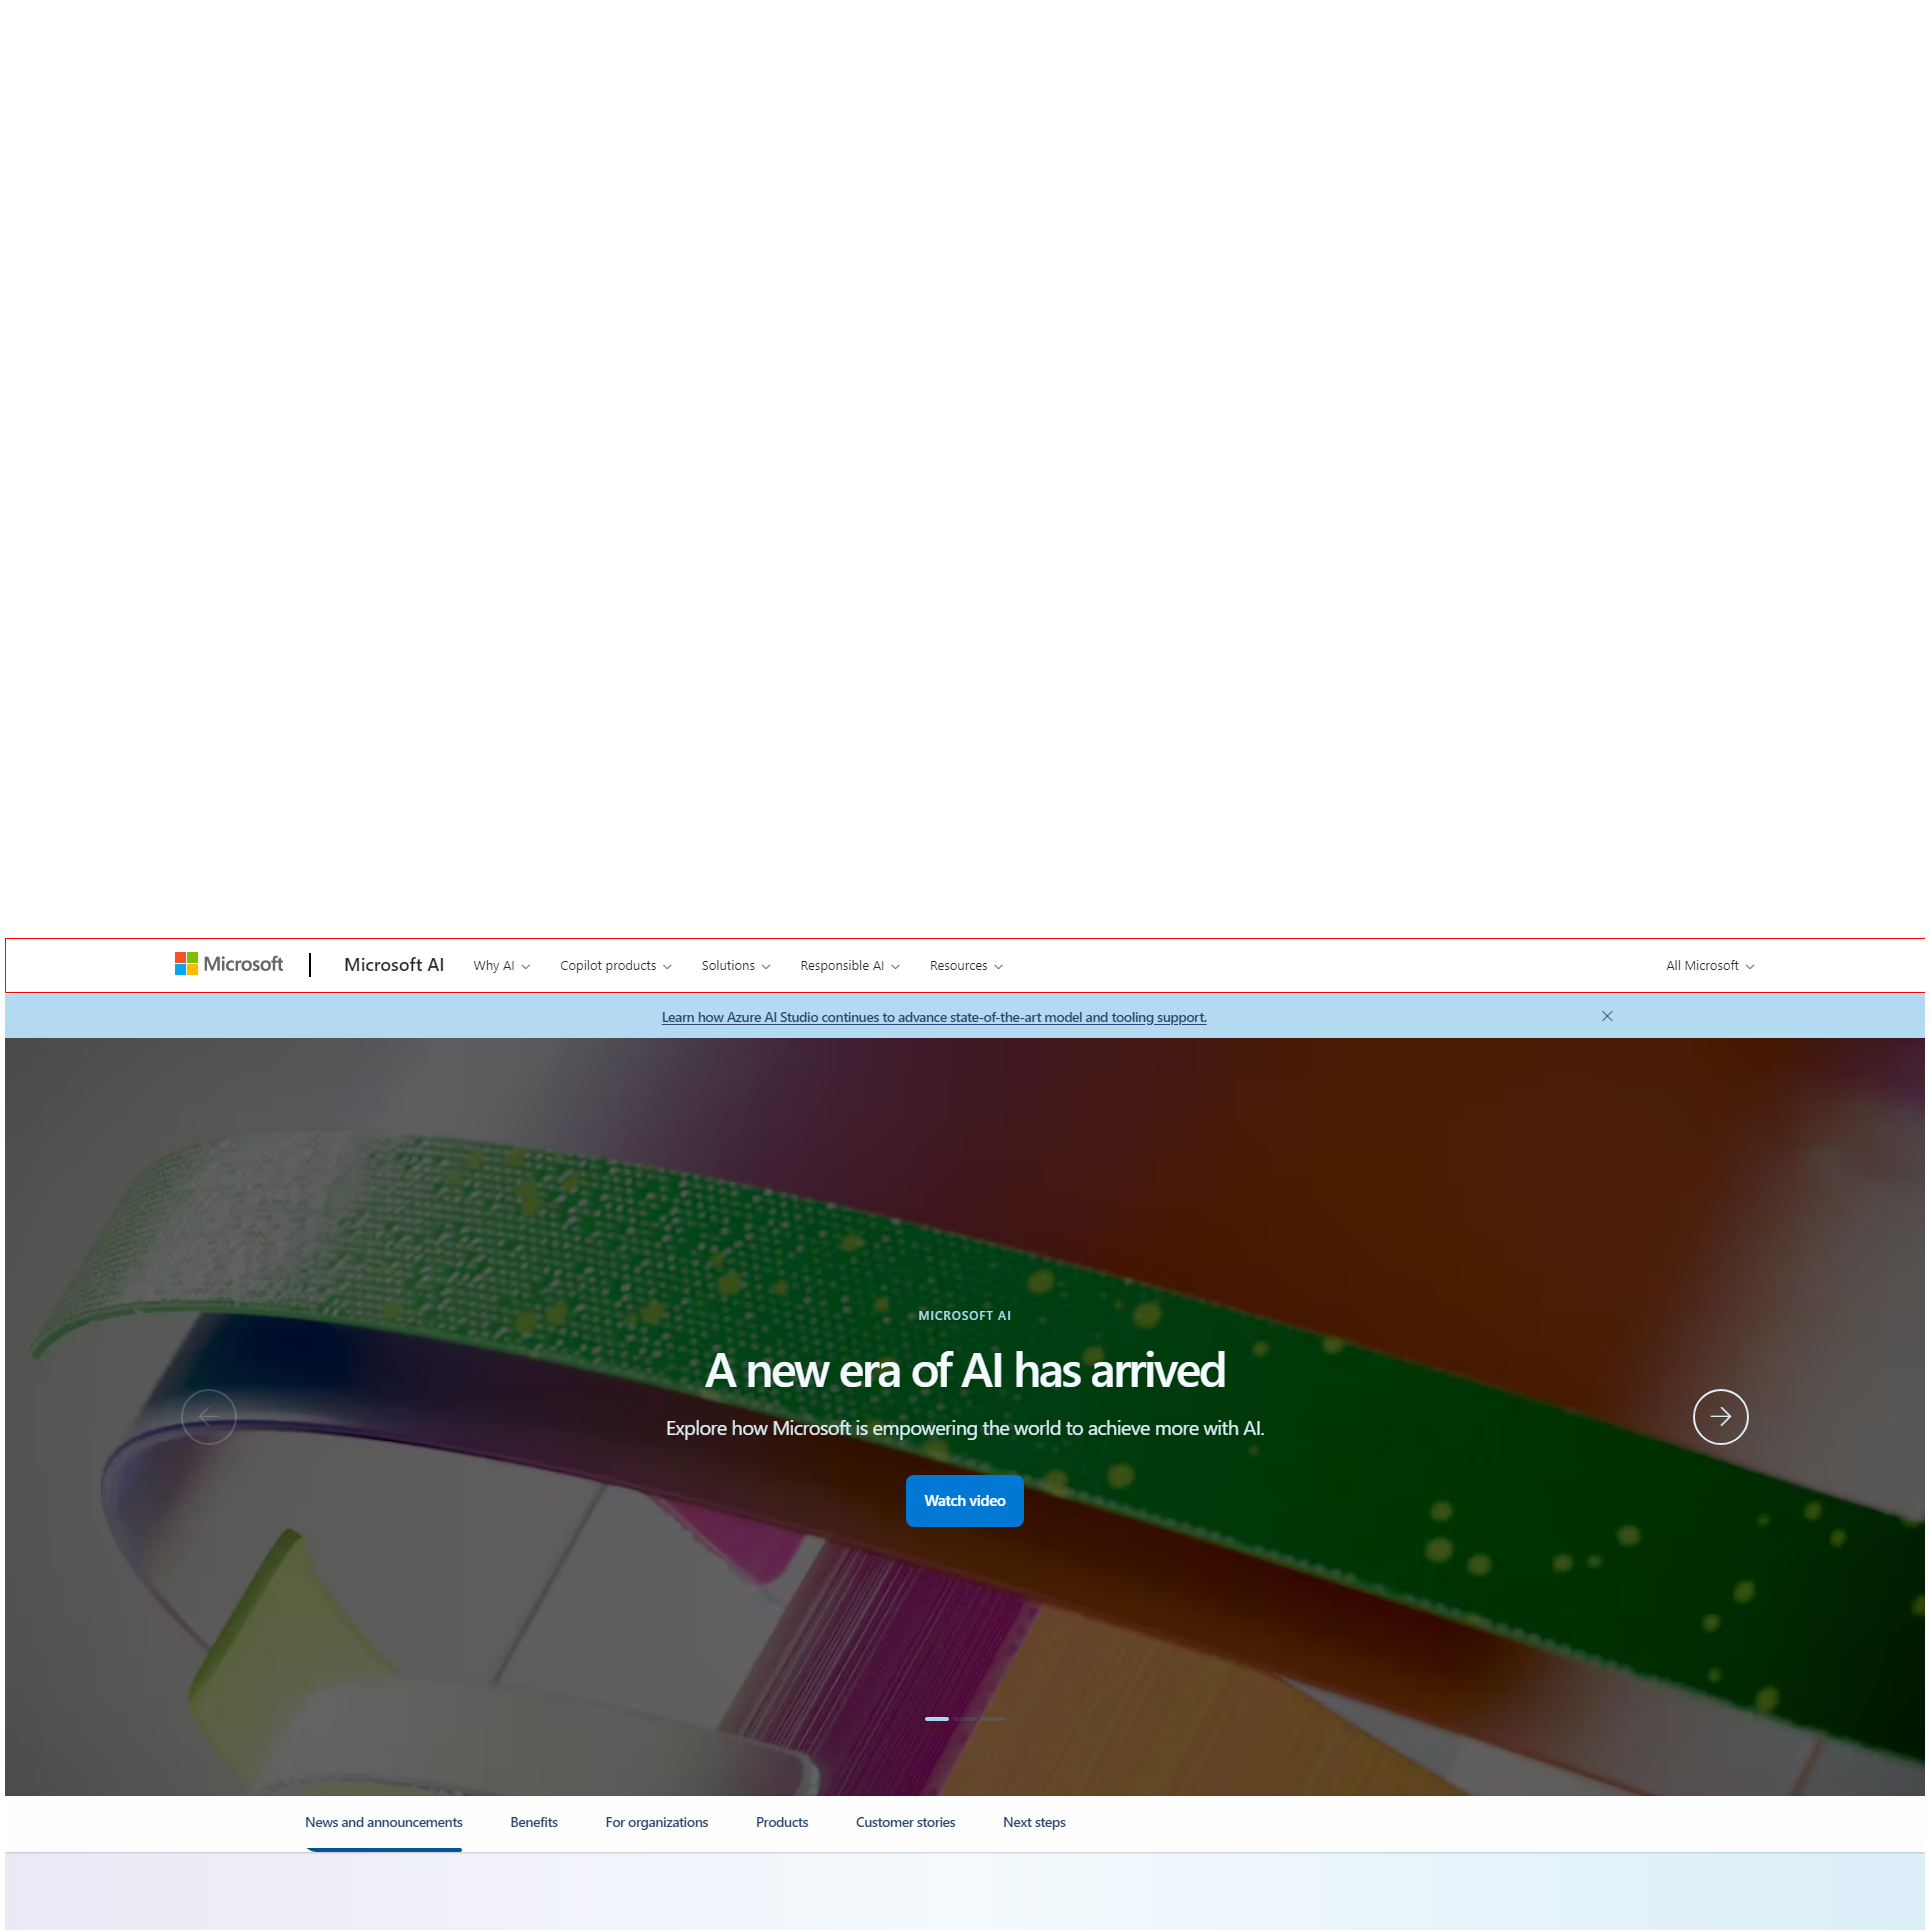 Microsoft Microsoft AI Why AI Copilot products Solutions Responsible AI Resources All Microsoft
Learn how Azure AI Studio continues to advance state-of-the-art model and tooling support.
MICROSOFT AI
A new era of AI has arrived
Explore how Microsoft is empowering the world to achieve more with AI.
Watch video
News and announcements Benefits For organizations Products Customer stories Next steps